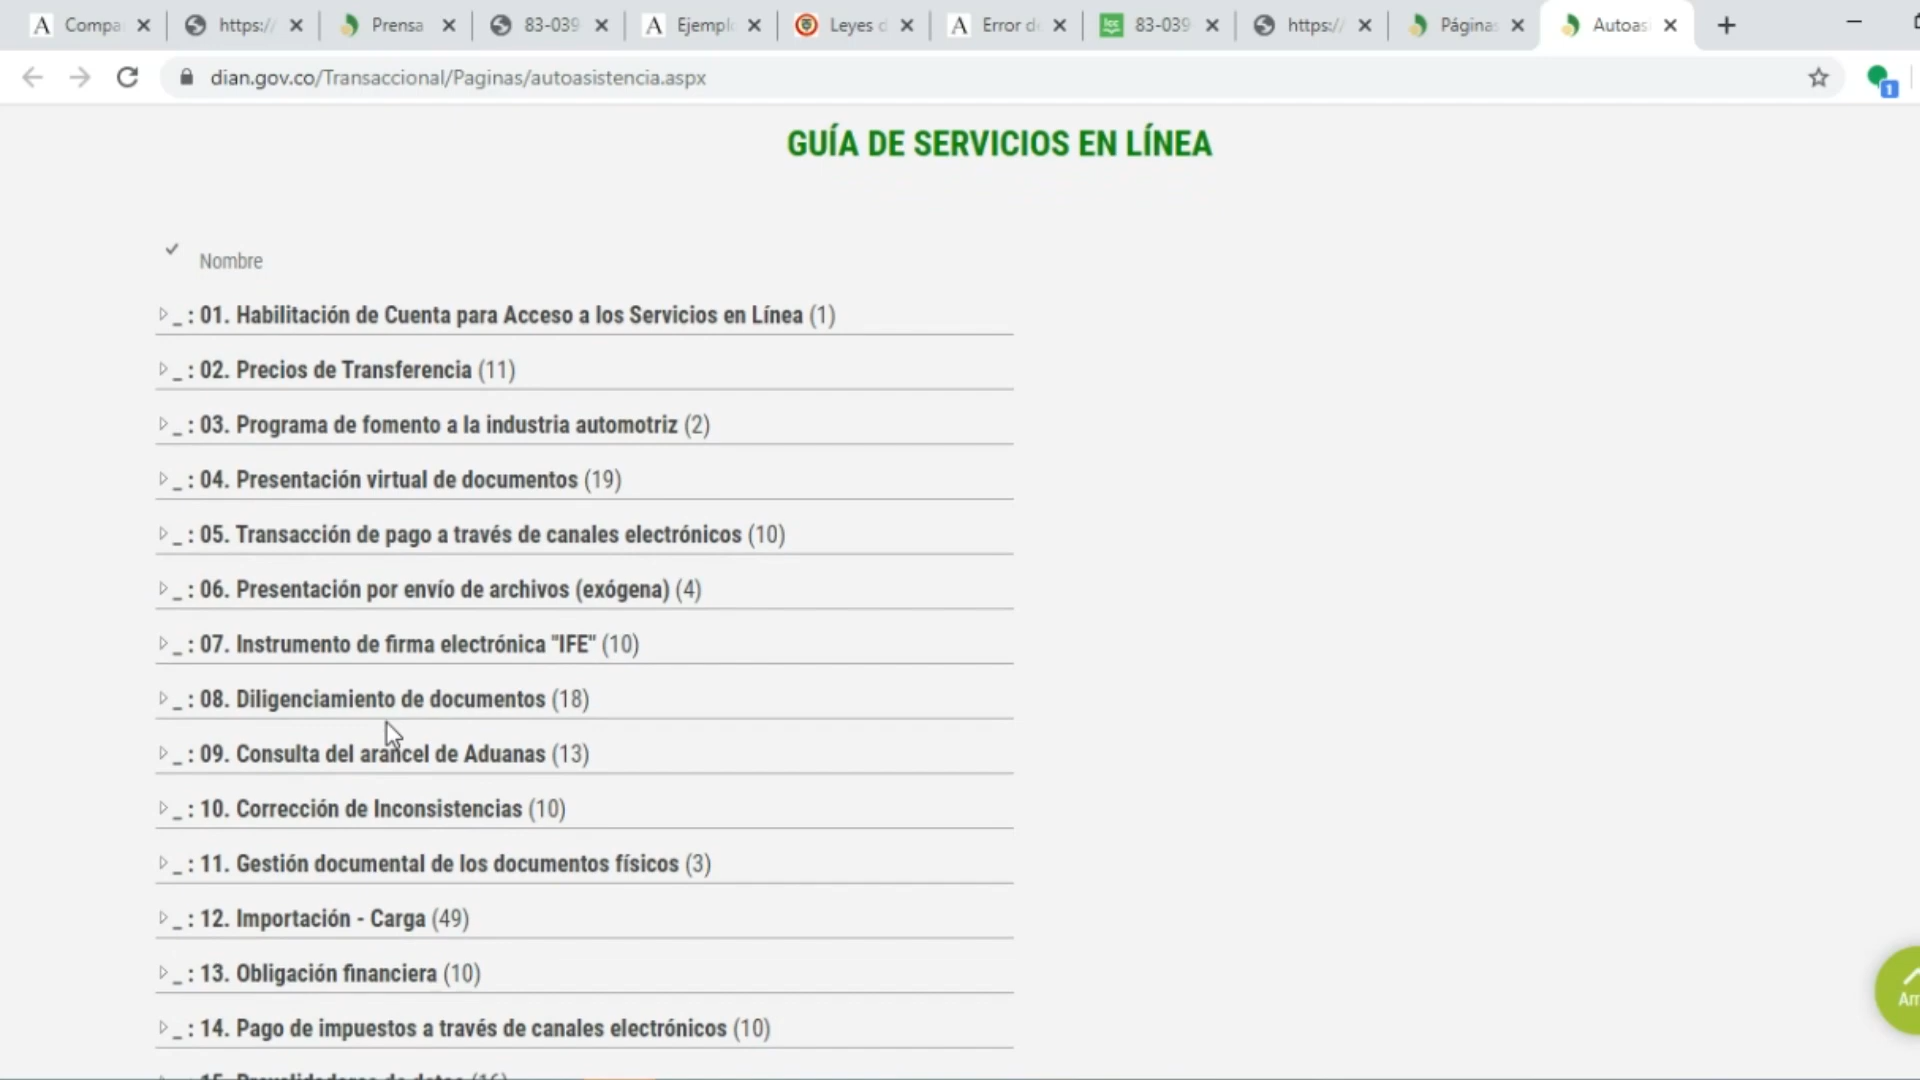 Compa
https://
Prensa
83-039
Ejempl
Leyes d
Error d
83-039
https://
Página
Autoas
dian.gov.co/Transaccional/Paginas/autoasistencia.aspx
1
GUÍA DE SERVICIOS EN LÍNEA
Nombre
_ : 01. Habilitación de Cuenta para Acceso a los Servicios en Línea (1)
_ : 02. Precios de Transferencia (11)
_ : 03. Programa de fomento a la industria automotriz (2)
_ : 04. Presentación virtual de documentos (19)
_ : 05. Transacción de pago a través de canales electrónicos (10)
_ : 06. Presentación por envío de archivos (exógena) (4)
_ : 07. Instrumento de firma electrónica "IFE" (10)
_ : 08. Diligenciamiento de documentos (18)
_ : 09. Consulta del arancel de Aduanas (13)
_ : 10. Corrección de Inconsistencias (10)
_ : 11. Gestión documental de los documentos físicos (3)
_ : 12. Importación - Carga (49)
_ : 13. Obligación financiera (10)
_ : 14. Pago de impuestos a través de canales electrónicos (10)